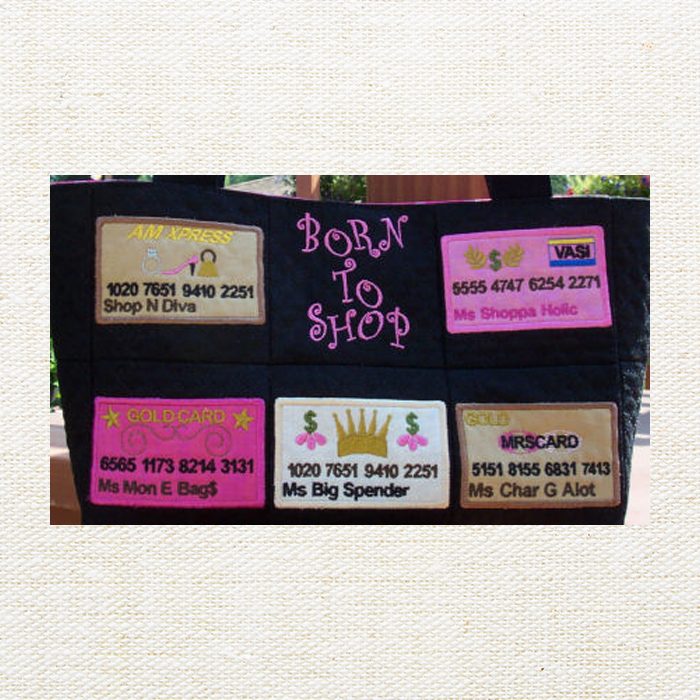 AM XPRESS
1020 7651 9410 2251
Shop N Diva
BORN
TO
SHOP
$ VASI
5555 4747 6254 2271
Ms Shoppa Holic
GOLD CARD
6565 1173 8214 3131
Ms Mon E Bag$
$ $
1020 7651 9410 2251
Ms Big Spender
GOLD
MRSCARD
5151 8155 6831 7413
Ms Char G Alot